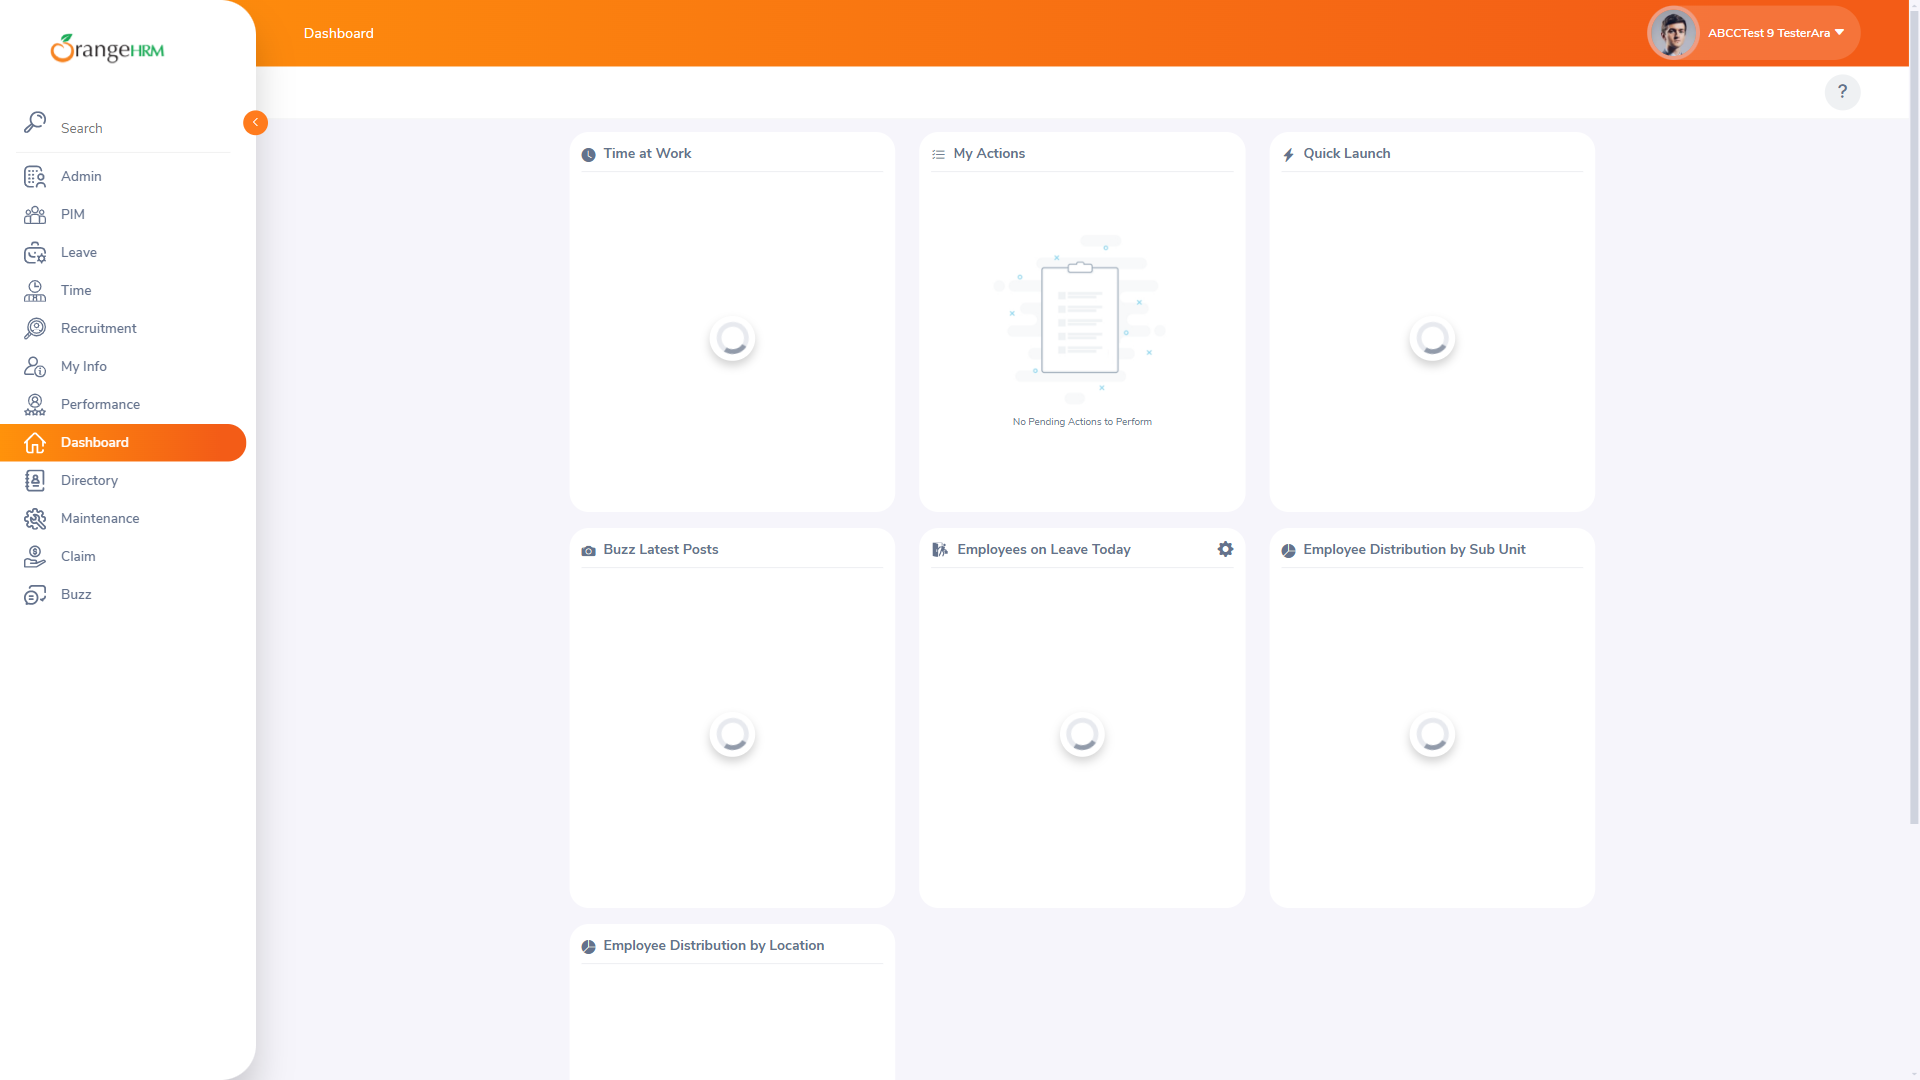 OrangeHRM
Dashboard
ABCCTest 9 TesterAra
?
Search
Admin
PIM
Leave
Time
Recruitment
My Info
Performance
Dashboard
Directory
Maintenance
Claim
Buzz
Time at Work
My Actions
No Pending Actions to Perform
Quick Launch
Buzz Latest Posts
Employees on Leave Today
Employee Distribution by Sub Unit
Employee Distribution by Location